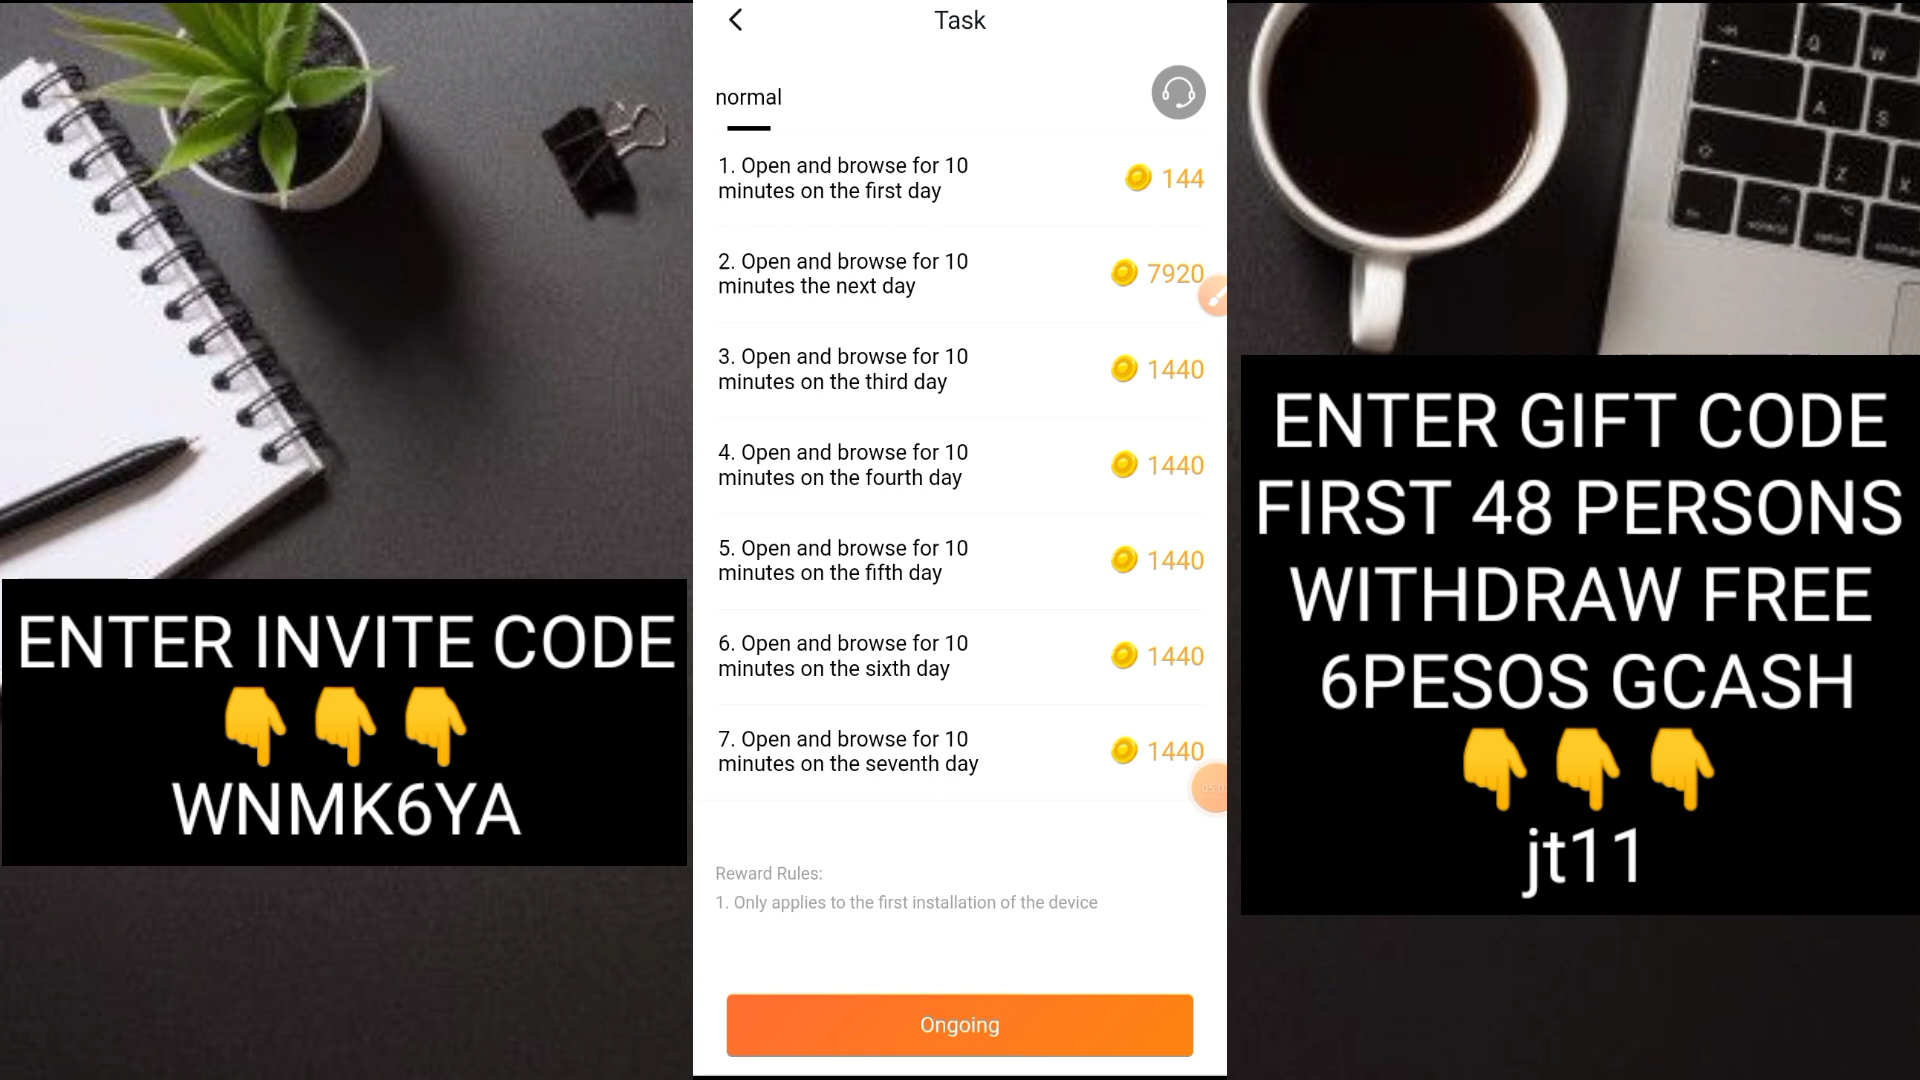 Task
normal
1. Open and browse for 10
minutes on the first day
144
2. Open and browse for 10
minutes the next day
7920
3. Open and browse for 10
minutes on the third day
1440
4. Open and browse for 10
minutes on the fourth day
1440
5. Open and browse for 10
minutes on the fifth day
1440
6. Open and browse for 10
minutes on the sixth day
1440
7. Open and browse for 10
minutes on the seventh day
1440
Reward Rules:
1. Only applies to the first installation of the device
Ongoing
ENTER INVITE CODE
👇👇👇
WNMK6YA
ENTER GIFT CODE
FIRST 48 PERSONS
WITHDRAW FREE
6PESOS GCASH
👇👇👇
jt11
Q W
A S
Z X